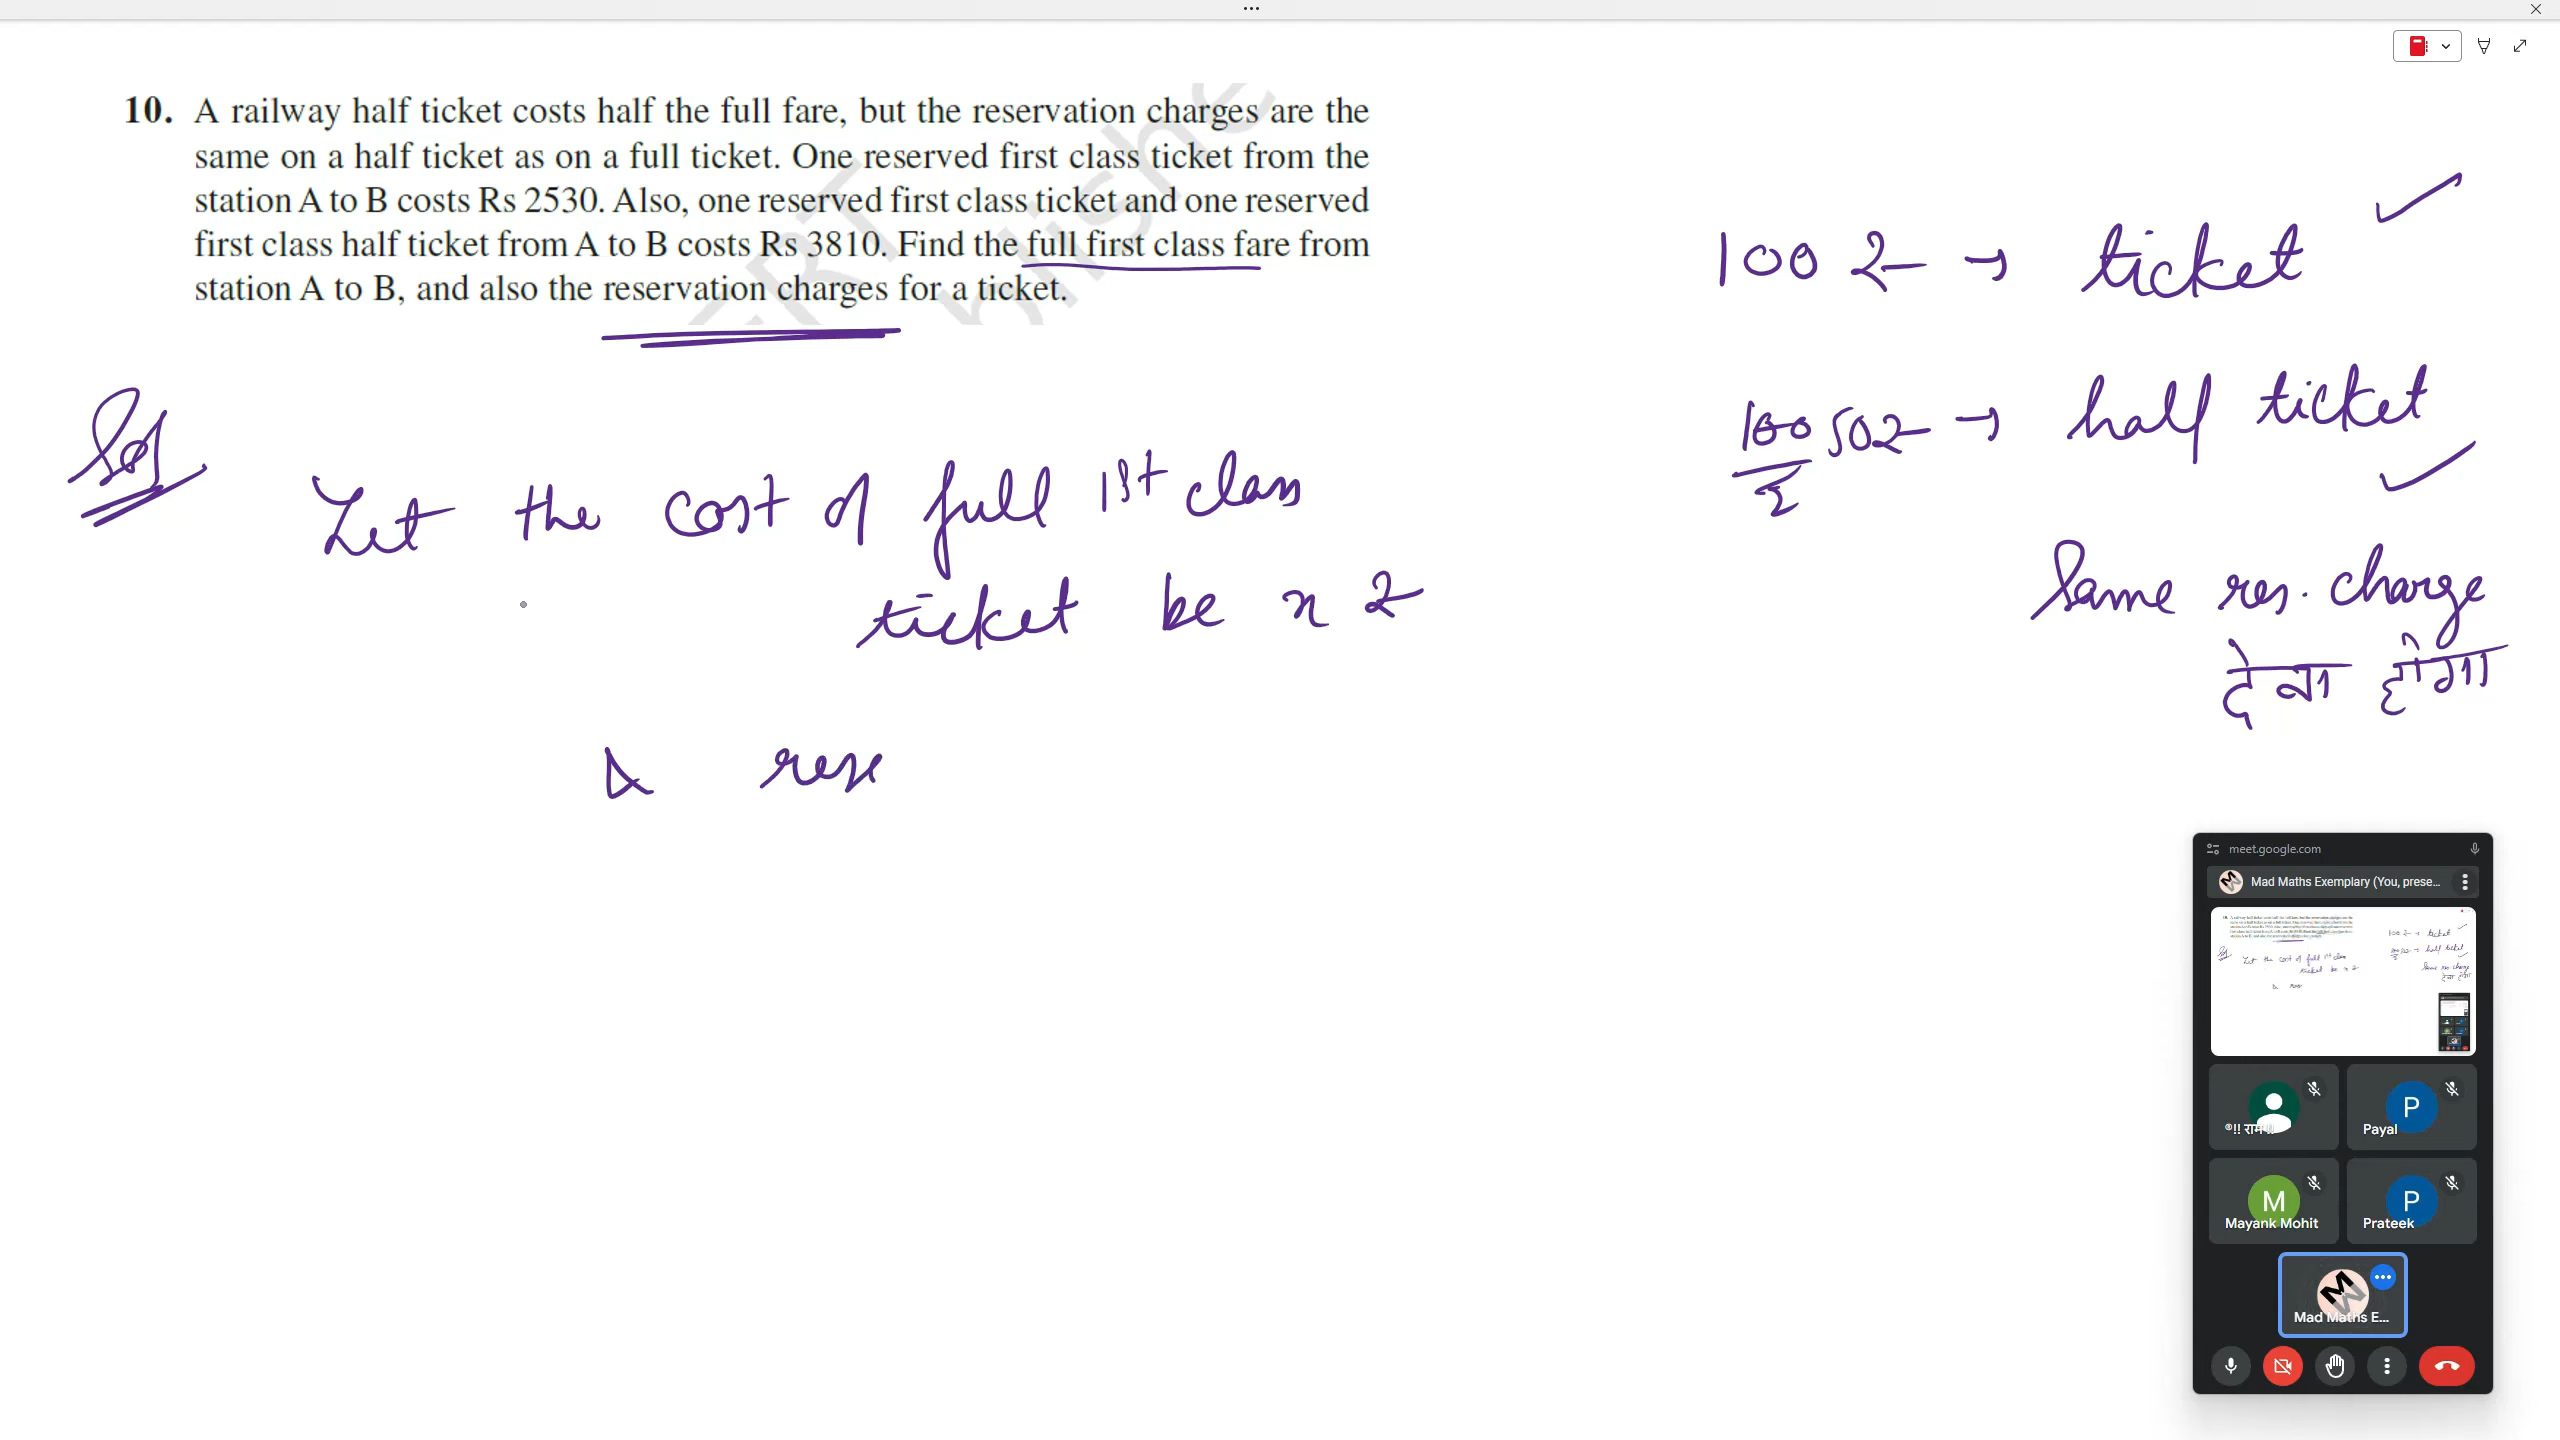 10. A railway half ticket costs half the full fare, but the reservation charges are the
same on a half ticket as on a full ticket. One reserved first class ticket from the
station A to B costs Rs 2530. Also, one reserved first class ticket and one reserved
first class half ticket from A to B costs Rs 3810. Find the full first class fare from
station A to B, and also the reservation charges for a ticket.
100 ₹ → ticket
100/2 50₹ → half ticket
Same res. charge
देना होगा
Sol
Let the cost of full 1st class
ticket be x ₹
&
meet.google.com
Mad Maths Exemplary (You, prese...
Payal
M
Mayank Mohit
P
P
Prateek
Mad Maths E...